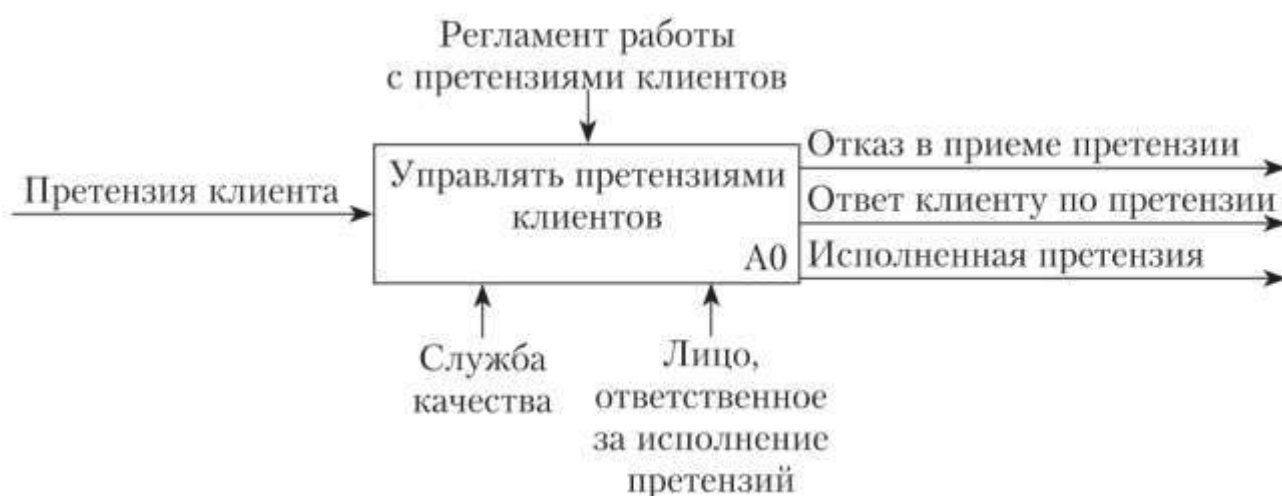 Регламент работы
с претензиями клиентов
Претензия клиента
Управлять претензиями
клиентов
А0
Отказ в приеме претензии
Ответ клиенту по претензии
Исполненная претензия
Служба
качества
Лицо,
ответственное
за исполнение
претензий